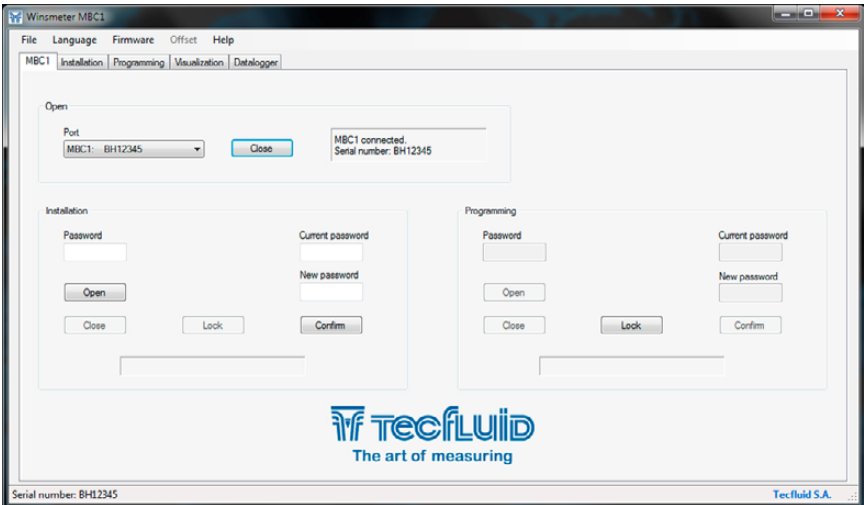 Winsmeter MBC1
File Language Firmware Offset Help
MBC1 Installation Programming Visualization Datalogger
Open
Port
MBC1: BH12345
Close
MBC1 connected.
Serial number: BH12345
Installation
Password
Current password
New password
Open
Close
Lock
Confirm
Programming
Password
Current password
New password
Open
Close
Lock
Confirm
TECFLUID
The art of measuring
Serial number: BH12345
Tecfluid S.A.